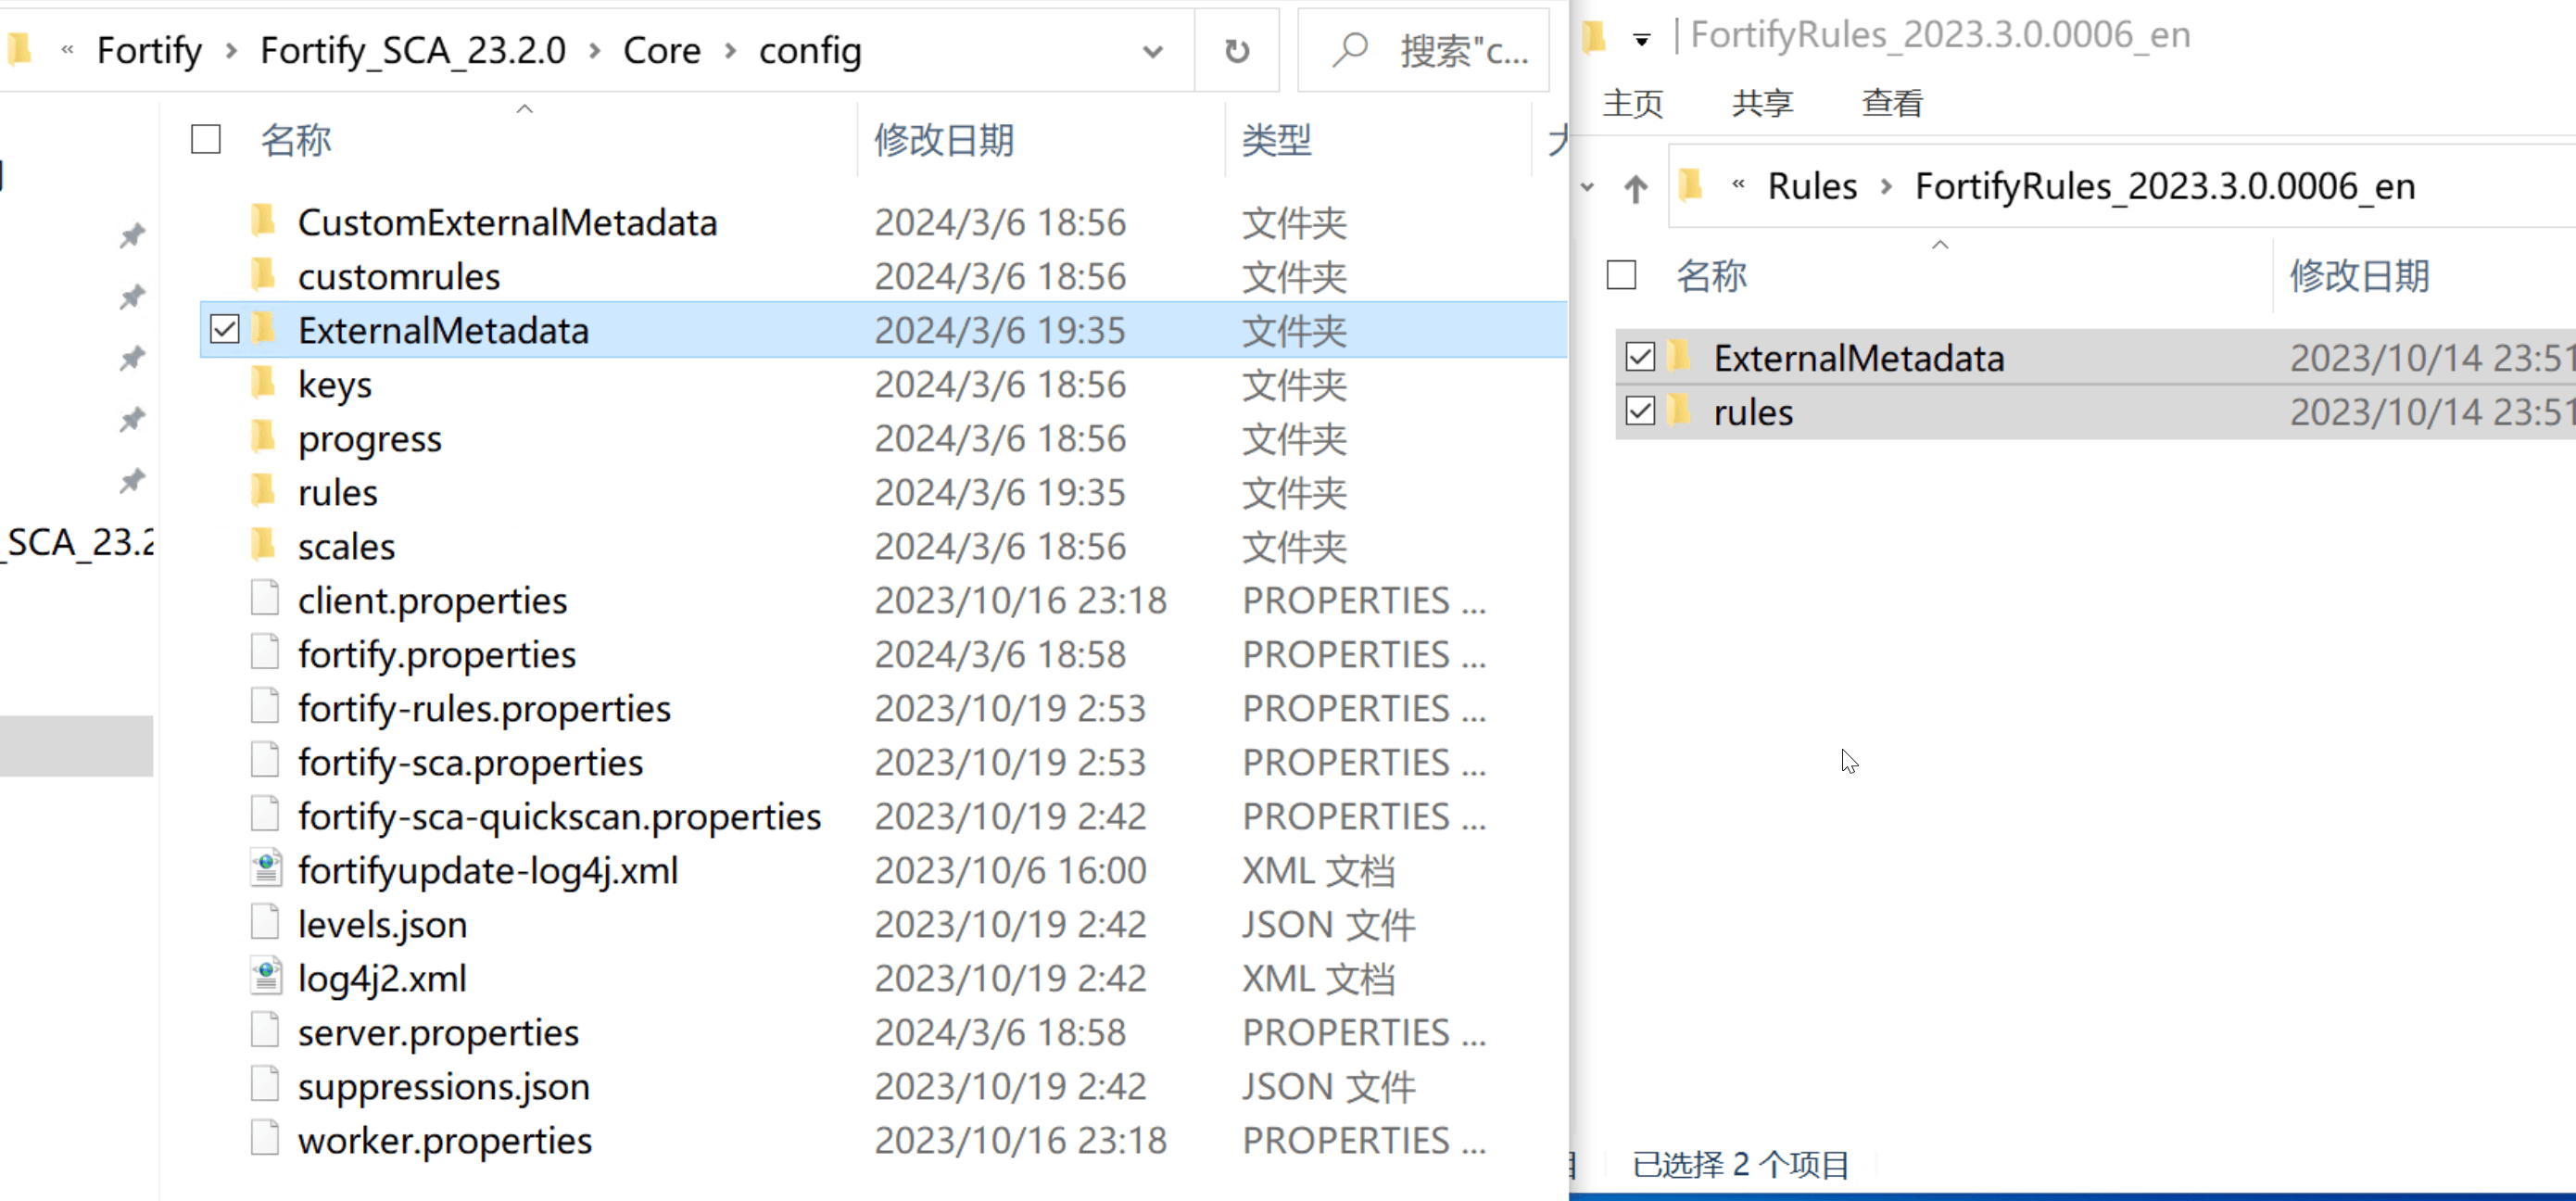 « Fortify › Fortify_SCA_23.2.0 › Core › config
搜索"c...
名称 修改日期 类型
CustomExternalMetadata 2024/3/6 18:56 文件夹
customrules 2024/3/6 18:56 文件夹
ExternalMetadata 2024/3/6 19:35 文件夹
keys 2024/3/6 18:56 文件夹
progress 2024/3/6 18:56 文件夹
rules 2024/3/6 19:35 文件夹
scales 2024/3/6 18:56 文件夹
client.properties 2023/10/16 23:18 PROPERTIES ...
fortify.properties 2024/3/6 18:58 PROPERTIES ...
fortify-rules.properties 2023/10/19 2:53 PROPERTIES ...
fortify-sca.properties 2023/10/19 2:53 PROPERTIES ...
fortify-sca-quickscan.properties 2023/10/19 2:42 PROPERTIES ...
fortifyupdate-log4j.xml 2023/10/6 16:00 XML 文档
levels.json 2023/10/19 2:42 JSON 文件
log4j2.xml 2023/10/19 2:42 XML 文档
server.properties 2024/3/6 18:58 PROPERTIES ...
suppressions.json 2023/10/19 2:42 JSON 文件
worker.properties 2023/10/16 23:18 PROPERTIES ...
_SCA_23.2
FortifyRules_2023.3.0.0006_en
主页 共享 查看
« Rules › FortifyRules_2023.3.0.0006_en
名称 修改日期
ExternalMetadata 2023/10/14 23:51
rules 2023/10/14 23:51
已选择 2 个项目